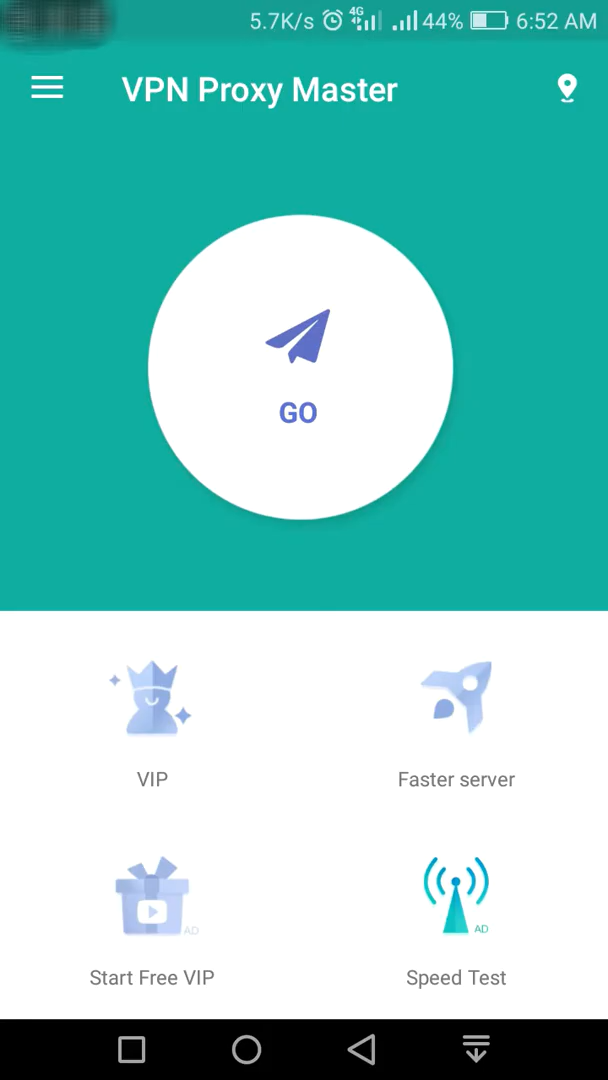 5.7K/s 4G 44% 6:52 AM
VPN Proxy Master
GO
VIP
Faster server
AD
AD
Start Free VIP
Speed Test